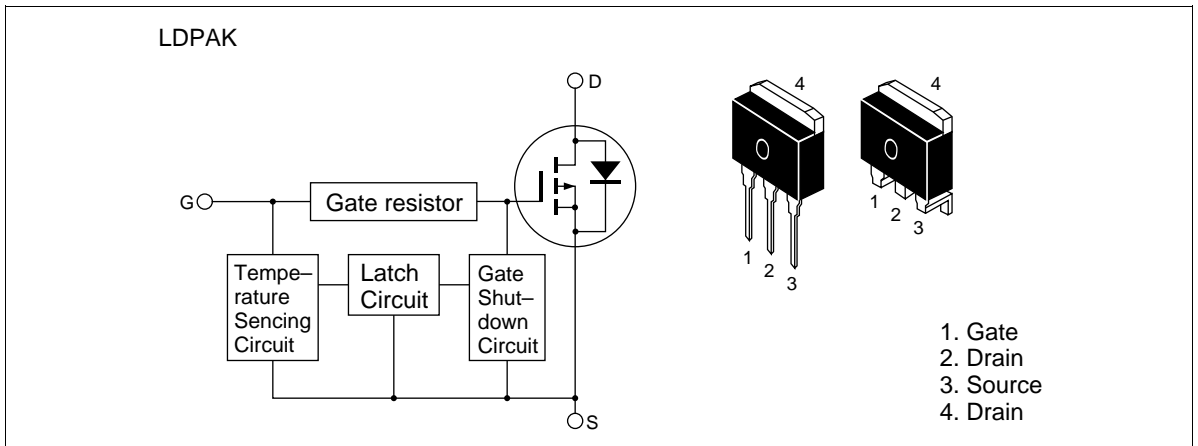 LDPAK
D
4
4
G
Gate resistor
1
2
3
1
2
3
Tempe–
rature
Sencing
Circuit
Latch
Circuit
Gate
Shut–
down
Circuit
S
1. Gate
2. Drain
3. Source
4. Drain